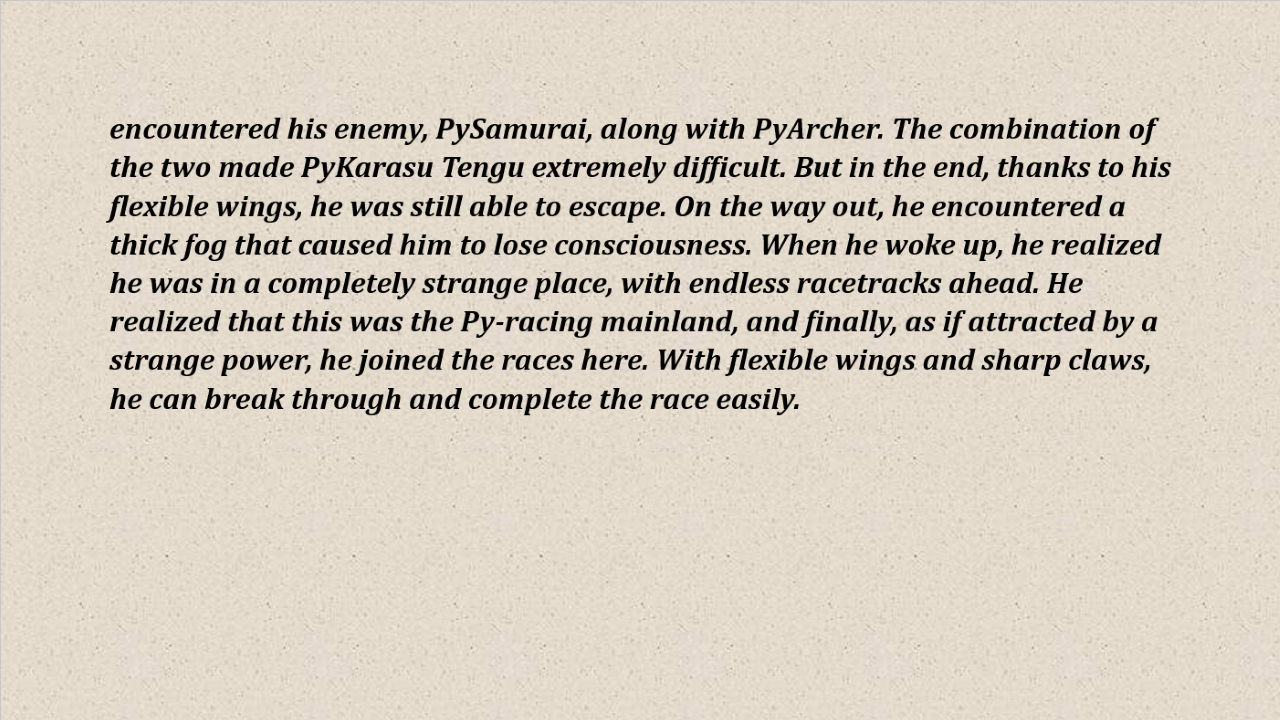 encountered his enemy, PySamurai, along with PyArcher. The combination of
the two made PyKarasu Tengu extremely difficult. But in the end, thanks to his
flexible wings, he was still able to escape. On the way out, he encountered a
thick fog that caused him to lose consciousness. When he woke up, he realized
he was in a completely strange place, with endless racetracks ahead. He
realized that this was the Py-racing mainland, and finally, as if attracted by a
strange power, he joined the races here. With flexible wings and sharp claws,
he can break through and complete the race easily.